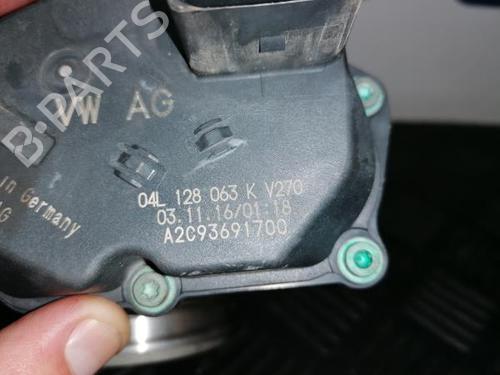 B-PARTS
VW AG
in Germany
AG
04L 128 063 K V270
03.11.16/01:18
A2C93691700